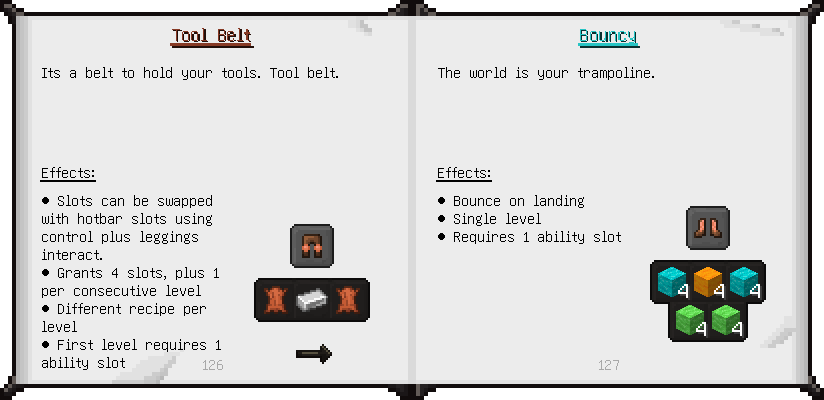 Tool Belt
Its a belt to hold your tools. Tool belt.
Effects:
• Slots can be swapped
with hotbar slots using
control plus leggings
interact.
• Grants 4 slots, plus 1
per consecutive level
• Different recipe per
level
• First level requires 1
ability slot
126
Bouncy
The world is your trampoline.
Effects:
• Bounce on landing
• Single level
• Requires 1 ability slot
4 4 4
4 4
127